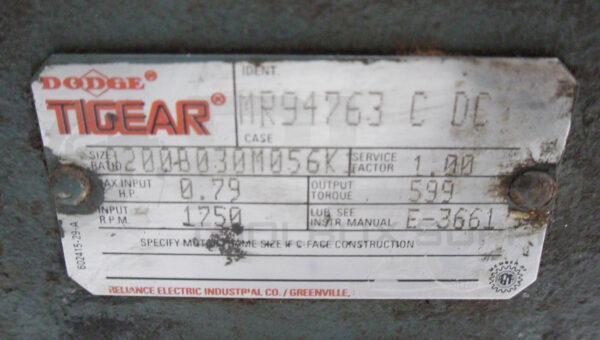 DODGE®
TIGEAR®
IDENT.
MR94763 C DC
CASE
SIZE
RATIO Q200B030M056K1 SERVICE FACTOR 1.00
MAX INPUT H.P. 0.79 OUTPUT TORQUE 599
INPUT R.P.M. 1750 LUB. SEE INSTR. MANUAL E-3661
SPECIFY MOTOR FRAME SIZE IF C-FACE CONSTRUCTION
RELIANCE ELECTRIC INDUSTRIAL CO. / GREENVILLE,
602415-29-A